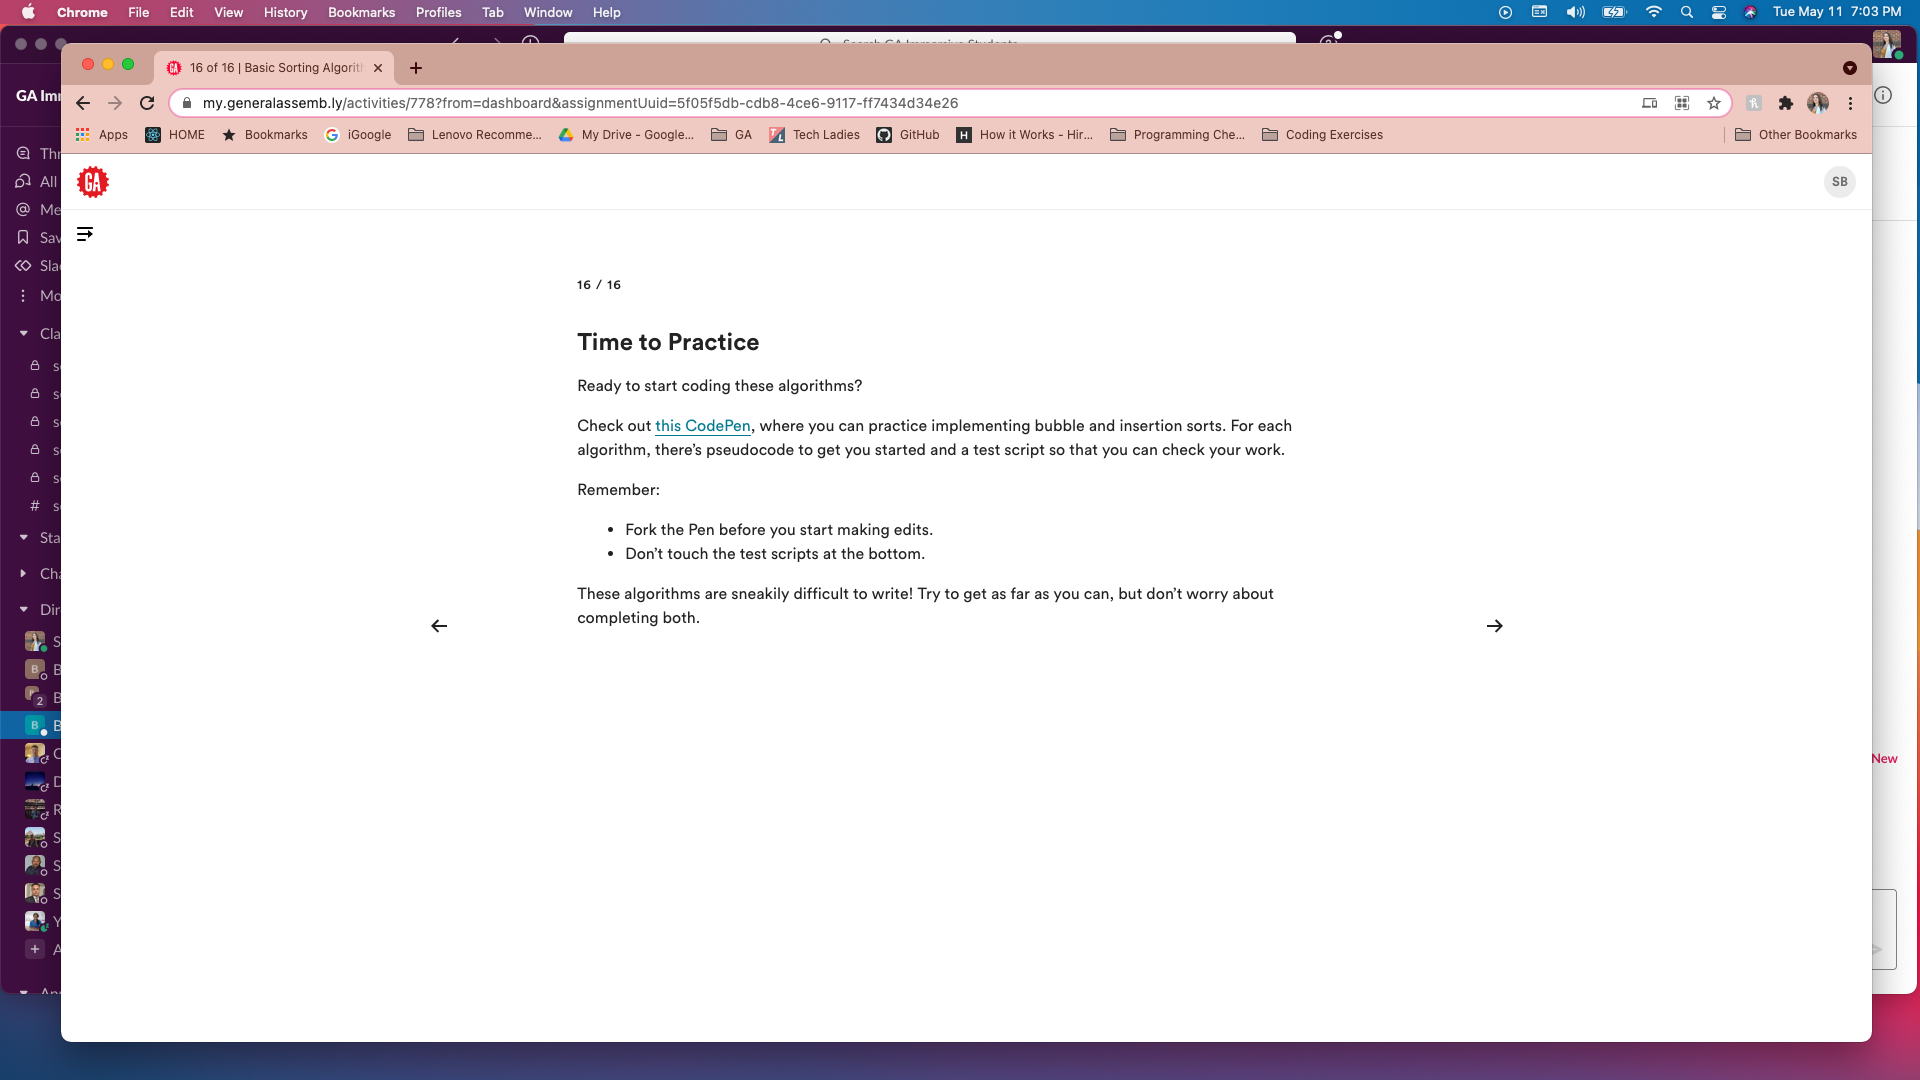 Chrome File Edit View History Bookmarks Profiles Tab Window Help
Tue May 11 7:03 PM
Search GA Immersive Students
16 of 16 | Basic Sorting Algorit
my.generalassemb.ly/activities/778?from=dashboard&assignmentUuid=5f05f5db-cdb8-4ce6-9117-ff7434d34e26
Apps HOME Bookmarks iGoogle Lenovo Recomme... My Drive - Google... GA Tech Ladies GitHub How it Works - Hir... Programming Che... Coding Exercises Other Bookmarks
GA
SB
GA Im
Thr
All
Me
Sav
Sla
Mo
Cla
Sta
Cha
Dir
16 / 16
Time to Practice
Ready to start coding these algorithms?
Check out this CodePen, where you can practice implementing bubble and insertion sorts. For each
algorithm, there's pseudocode to get you started and a test script so that you can check your work.
Remember:
• Fork the Pen before you start making edits.
• Don't touch the test scripts at the bottom.
These algorithms are sneakily difficult to write! Try to get as far as you can, but don't worry about
completing both.
New